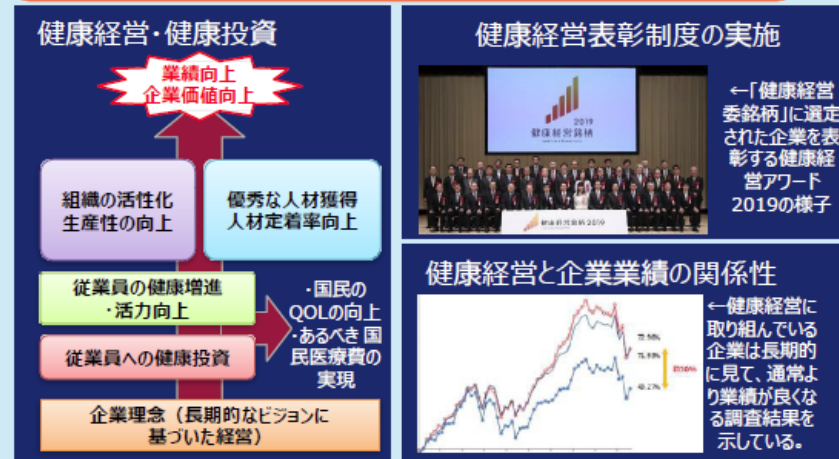 健康経営・健康投資
業績向上
企業価値向上
組織の活性化
生産性の向上
優秀な人材獲得
人材定着率向上
従業員の健康増進
・活力向上
従業員への健康投資
・国民の
QOLの向上
・あるべき国
民医療費の
実現
企業理念（長期的なビジョンに
基づいた経営）
健康経営表彰制度の実施
2019
健康経営銘柄
健康経営銘柄2019
←「健康経営
委銘柄」に選定
された企業を表
彰する健康経
営アワード
2019の様子
健康経営と企業業績の関係性
←健康経営に
取り組んでいる
企業は長期的
に見て、通常よ
り業績が良くな
る調査結果を
示している。